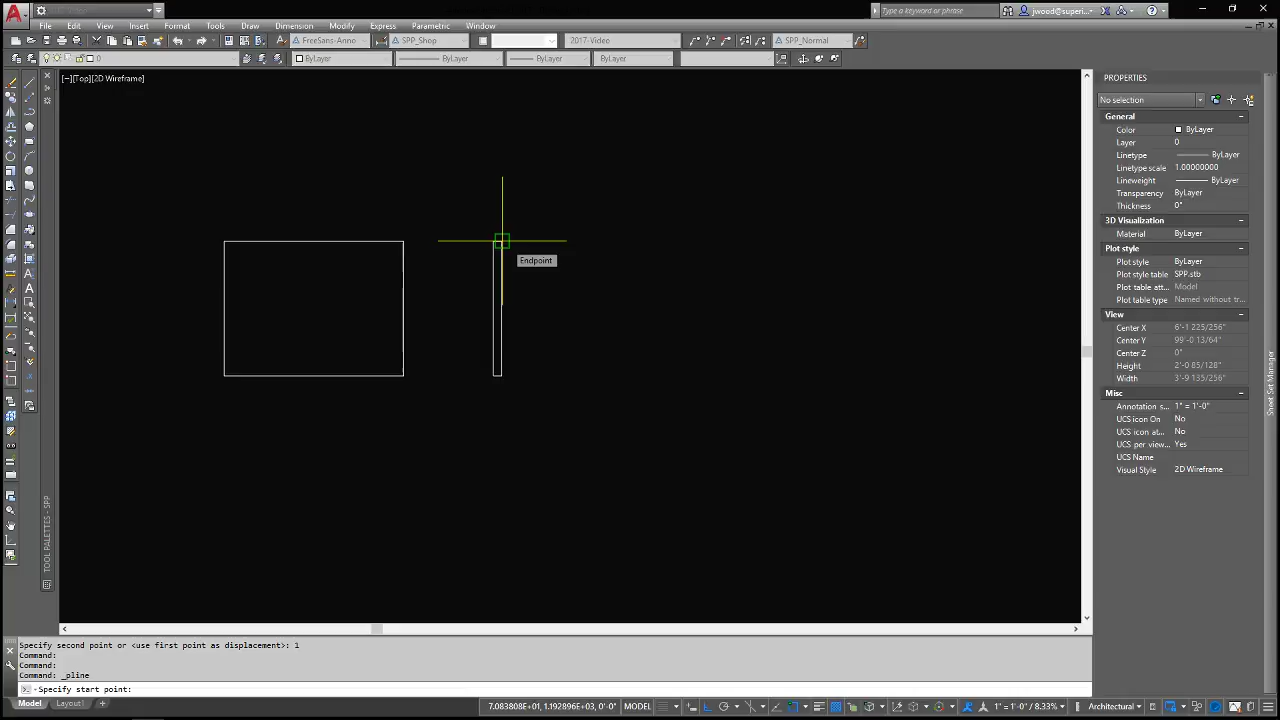 Type a keyword or phrase
jwood@superi...
File Edit View Insert Format Tools Draw Dimension Modify Express Parametric Window
FreeSans-Anno SPP_Shop 2017-Video SPP_Normal
0 ByLayer ByLayer ByLayer ByLayer
[−][Top][2D Wireframe]
PROPERTIES
No selection
General
Color ByLayer
Layer 0
Linetype ByLayer
Linetype scale 1.00000000
Lineweight ByLayer
Transparency ByLayer
Thickness 0"
3D Visualization
Material ByLayer
Plot style
Plot style ByLayer
Plot style table SPP.stb
Plot table att... Model
Plot table type Named without tr...
View
Center X 6'-1 225/256"
Center Y 99'-0 13/64"
Center Z 0"
Height 2'-0 85/128"
Width 3'-9 135/256"
Misc
Annotation s... 1" = 1'-0"
UCS icon On No
UCS icon at... No
UCS per view... Yes
UCS Name
Visual Style 2D Wireframe
Endpoint
TOOL PALETTES - SPP
Sheet Set Manager
Specify second point or <use first point as displacement>: 1
Command:
Command:
Command: _pline
Specify start point:
Model Layout1 +
7.083808E+01, 1.192896E+03, 0'-0" MODEL 1" = 1'-0" / 8.33% Architectural